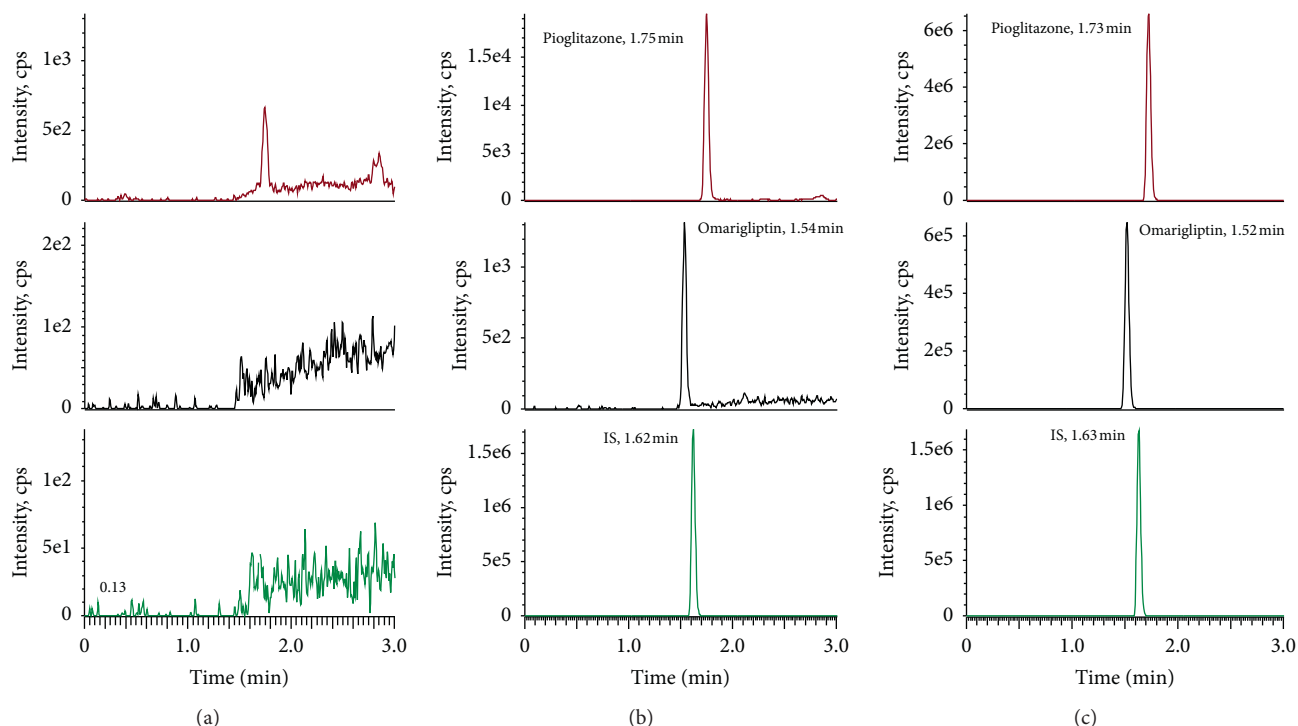 Intensity, cps
1e3
5e2
0
Intensity, cps
2e2
1e2
0
Intensity, cps
1e2
5e1
0
0.13
0 1.0 2.0 3.0
Time (min)
(a)
Intensity, cps
1.5e4
1e4
5e3
0
Pioglitazone, 1.75 min
Intensity, cps
1e3
5e2
0
Omarigliptin, 1.54 min
Intensity, cps
1.5e6
1e6
5e5
0
IS, 1.62 min
0 1.0 2.0 3.0
Time (min)
(b)
Intensity, cps
6e6
4e6
2e6
0
Pioglitazone, 1.73 min
Intensity, cps
6e5
4e5
2e5
0
Omarigliptin, 1.52 min
Intensity, cps
1.5e6
1e6
5e5
0
IS, 1.63 min
0 1.0 2.0 3.0
Time (min)
(c)